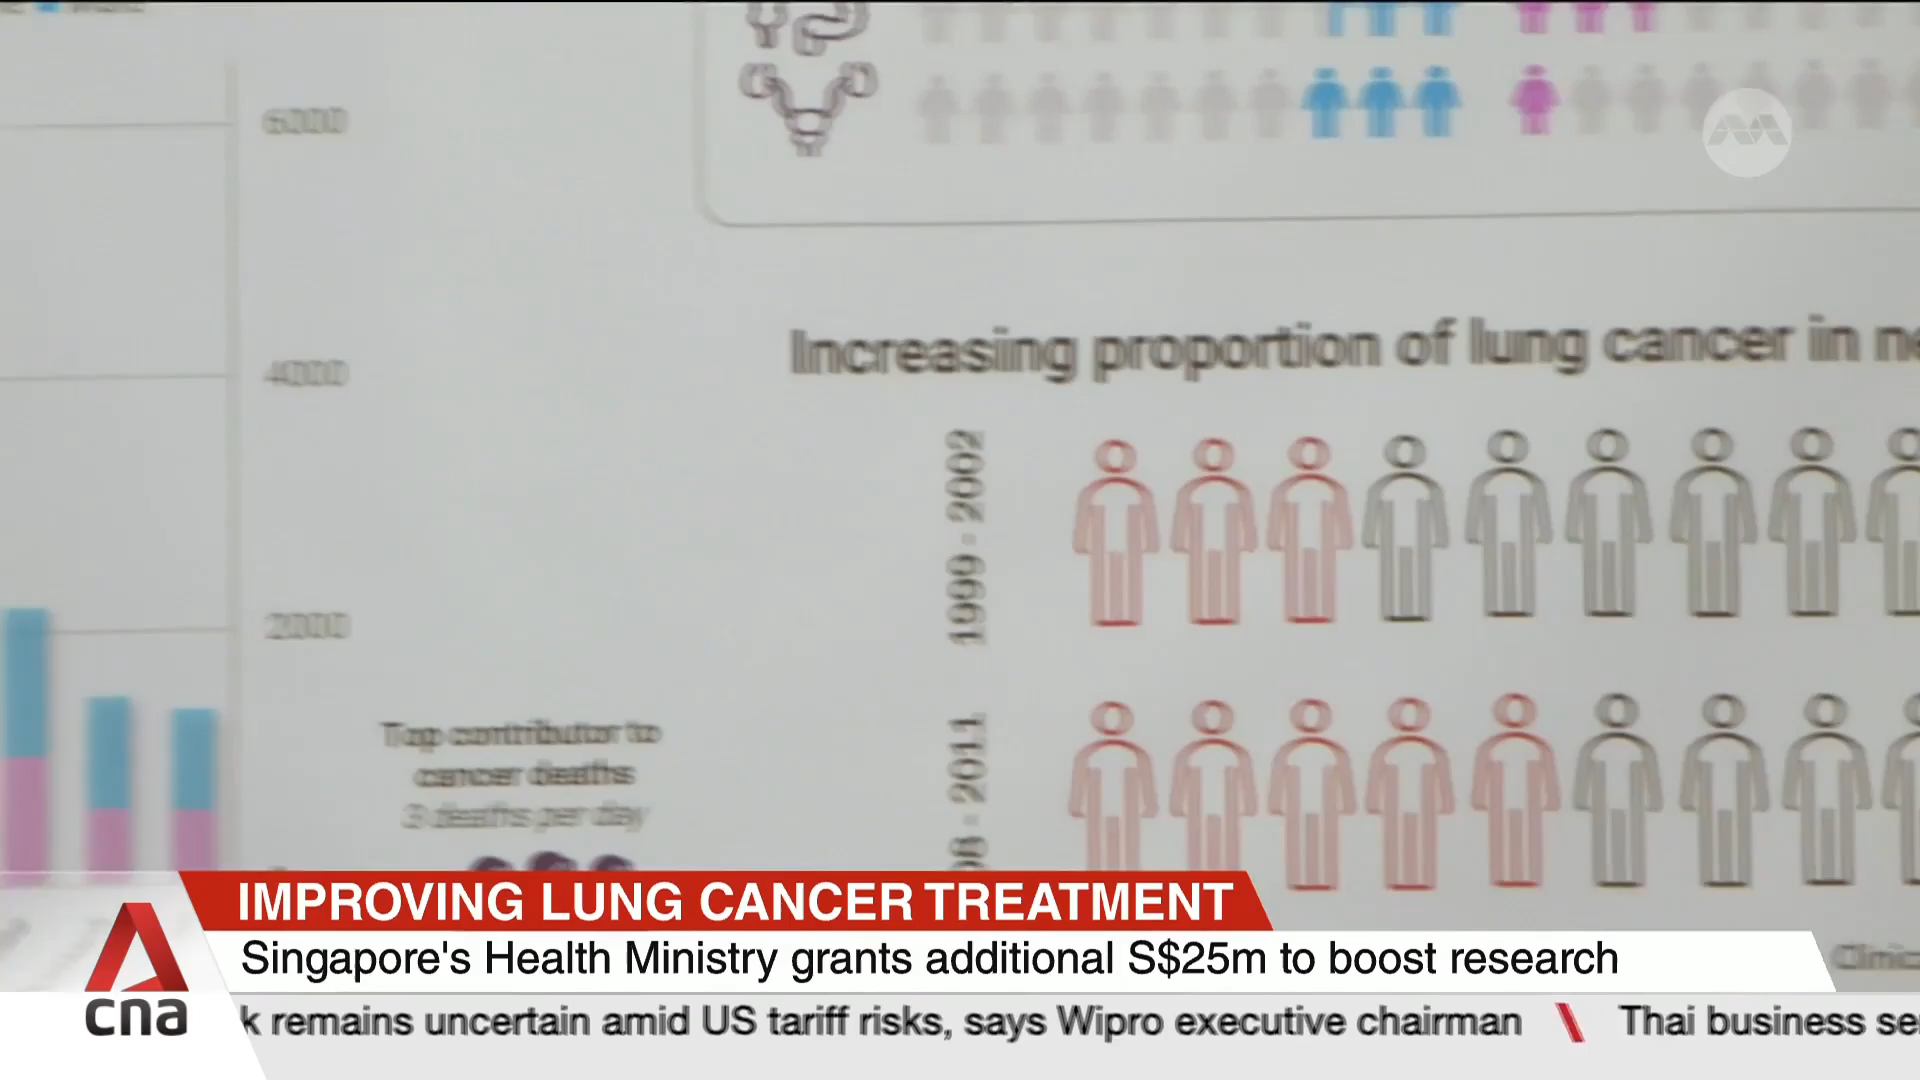 6000
4000
2000
Increasing proportion of lung cancer in
1999 - 2002
- 2011
Top contributor to
cancer deaths
3 deaths per day
IMPROVING LUNG CANCER TREATMENT
Singapore's Health Ministry grants additional S$25m to boost research
cna
k remains uncertain amid US tariff risks, says Wipro executive chairman
Thai business